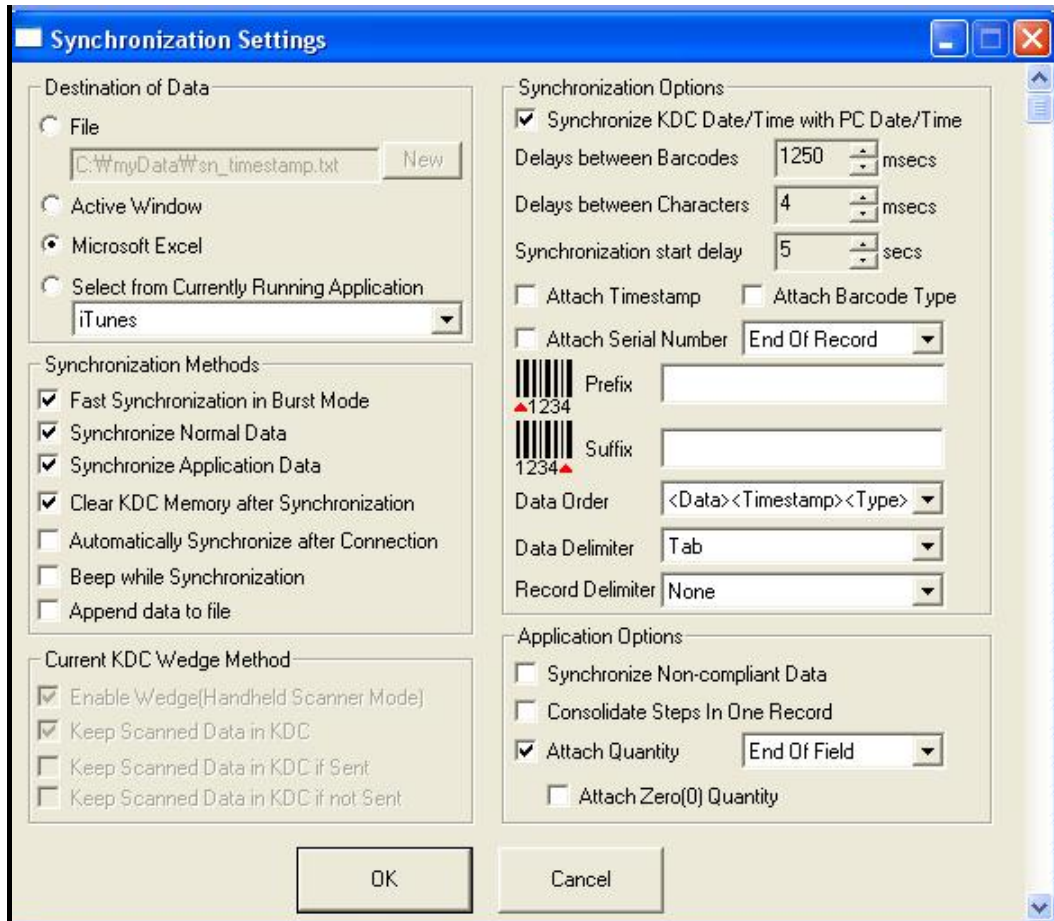 Synchronization Settings
Destination of Data
File
C:₩myData₩sn_timestamp.txt
New
Active Window
Microsoft Excel
Select from Currently Running Application
iTunes
Synchronization Methods
Fast Synchronization in Burst Mode
Synchronize Normal Data
Synchronize Application Data
Clear KDC Memory after Synchronization
Automatically Synchronize after Connection
Beep while Synchronization
Append data to file
Current KDC Wedge Method
Enable Wedge(Handheld Scanner Mode)
Keep Scanned Data in KDC
Keep Scanned Data in KDC if Sent
Keep Scanned Data in KDC if not Sent
Synchronization Options
Synchronize KDC Date/Time with PC Date/Time
Delays between Barcodes 1250 msecs
Delays between Characters 4 msecs
Synchronization start delay 5 secs
Attach Timestamp Attach Barcode Type
Attach Serial Number End Of Record
1234 Prefix
1234 Suffix
Data Order <Data><Timestamp><Type>
Data Delimiter Tab
Record Delimiter None
Application Options
Synchronize Non-compliant Data
Consolidate Steps In One Record
Attach Quantity End Of Field
Attach Zero(0) Quantity
OK Cancel